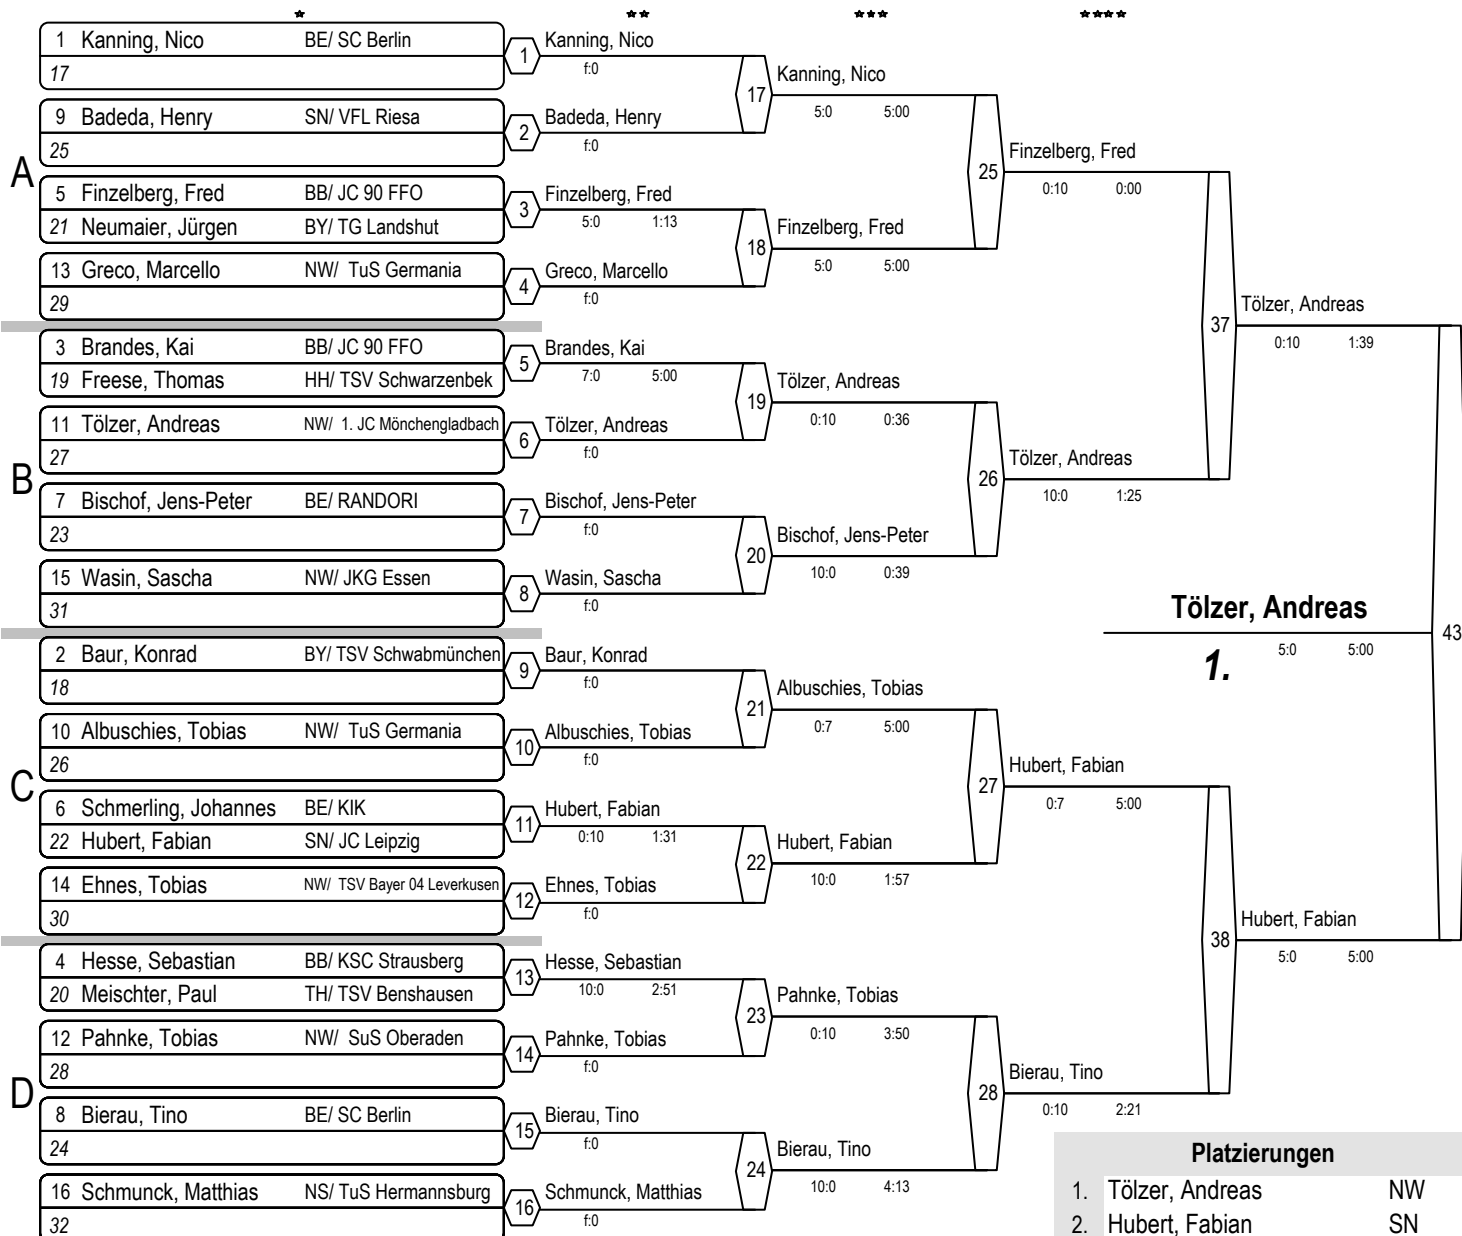 1 Kanning, Nico BE/ SC Berlin
17
9 Badeda, Henry SN/ VFL Riesa
25
A
5 Finzelberg, Fred BB/ JC 90 FFO
21 Neumaier, Jürgen BY/ TG Landshut
13 Greco, Marcello NW/ TuS Germania
29
3 Brandes, Kai BB/ JC 90 FFO
19 Freese, Thomas HH/ TSV Schwarzenbek
11 Tölzer, Andreas NW/ 1. JC Mönchengladbach
27
B
7 Bischof, Jens-Peter BE/ RANDORI
23
15 Wasin, Sascha NW/ JKG Essen
31
2 Baur, Konrad BY/ TSV Schwabmünchen
18
10 Albuschies, Tobias NW/ TuS Germania
26
C
6 Schmerling, Johannes BE/ KIK
22 Hubert, Fabian SN/ JC Leipzig
14 Ehnes, Tobias NW/ TSV Bayer 04 Leverkusen
30
4 Hesse, Sebastian BB/ KSC Strausberg
20 Meischter, Paul TH/ TSV Benshausen
12 Pahnke, Tobias NW/ SuS Oberaden
28
D
8 Bierau, Tino BE/ SC Berlin
24
16 Schmunck, Matthias NS/ TuS Hermannsburg
32
1 Kanning, Nico
f:0
2 Badeda, Henry
f:0
3 Finzelberg, Fred
5:0 1:13
4 Greco, Marcello
f:0
5 Brandes, Kai
7:0 5:00
6 Tölzer, Andreas
f:0
7 Bischof, Jens-Peter
f:0
8 Wasin, Sascha
f:0
9 Baur, Konrad
f:0
10 Albuschies, Tobias
f:0
11 Hubert, Fabian
0:10 1:31
12 Ehnes, Tobias
f:0
13 Hesse, Sebastian
10:0 2:51
14 Pahnke, Tobias
f:0
15 Bierau, Tino
f:0
16 Schmunck, Matthias
f:0
17 Kanning, Nico
5:0 5:00
18 Finzelberg, Fred
5:0 5:00
19 Tölzer, Andreas
0:10 0:36
20 Bischof, Jens-Peter
10:0 0:39
21 Albuschies, Tobias
0:7 5:00
22 Hubert, Fabian
10:0 1:57
23 Pahnke, Tobias
0:10 3:50
24 Bierau, Tino
10:0 4:13
25 Finzelberg, Fred
0:10 0:00
26 Tölzer, Andreas
10:0 1:25
27 Hubert, Fabian
0:7 5:00
28 Bierau, Tino
0:10 2:21
37 Tölzer, Andreas
0:10 1:39
38 Hubert, Fabian
5:0 5:00
43
Tölzer, Andreas
1. 5:0 5:00
Platzierungen
1. Tölzer, Andreas NW
2. Hubert, Fabian SN